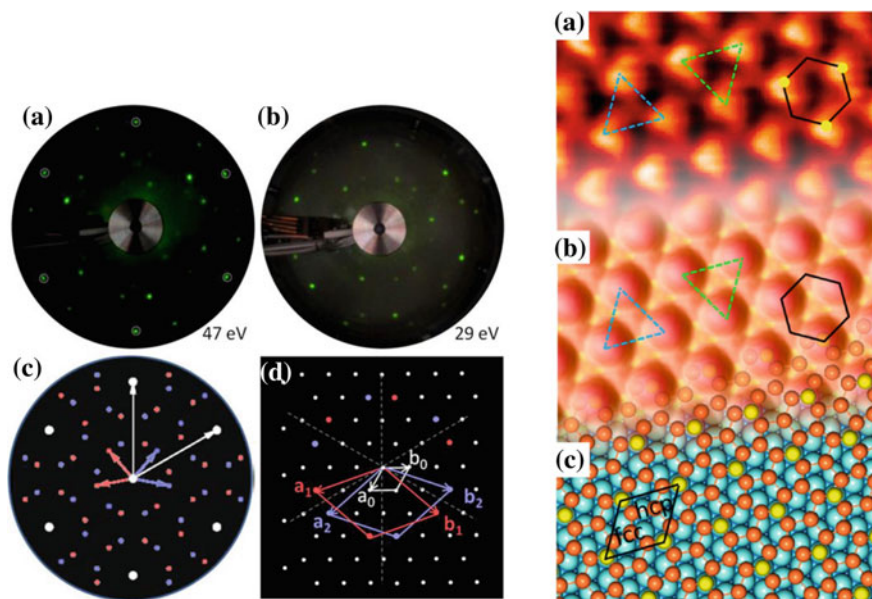 (a)
47 eV
(b)
29 eV
(c)
(d)
a₁
a₀
b₀
a₂
b₁
b₂
(a)
(b)
(c)
hcp
fcc